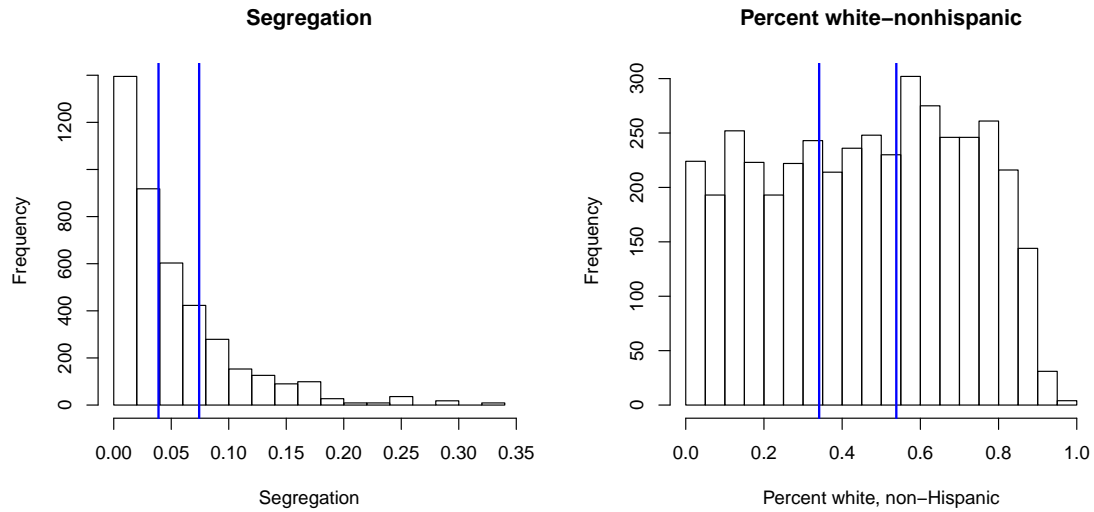 Segregation
Frequency
0 200 400 600 800 1200
0.00 0.05 0.10 0.15 0.20 0.25 0.30 0.35
Segregation
Percent white−nonhispanic
Frequency
0 50 100 150 200 250 300
0.0 0.2 0.4 0.6 0.8 1.0
Percent white, non−Hispanic